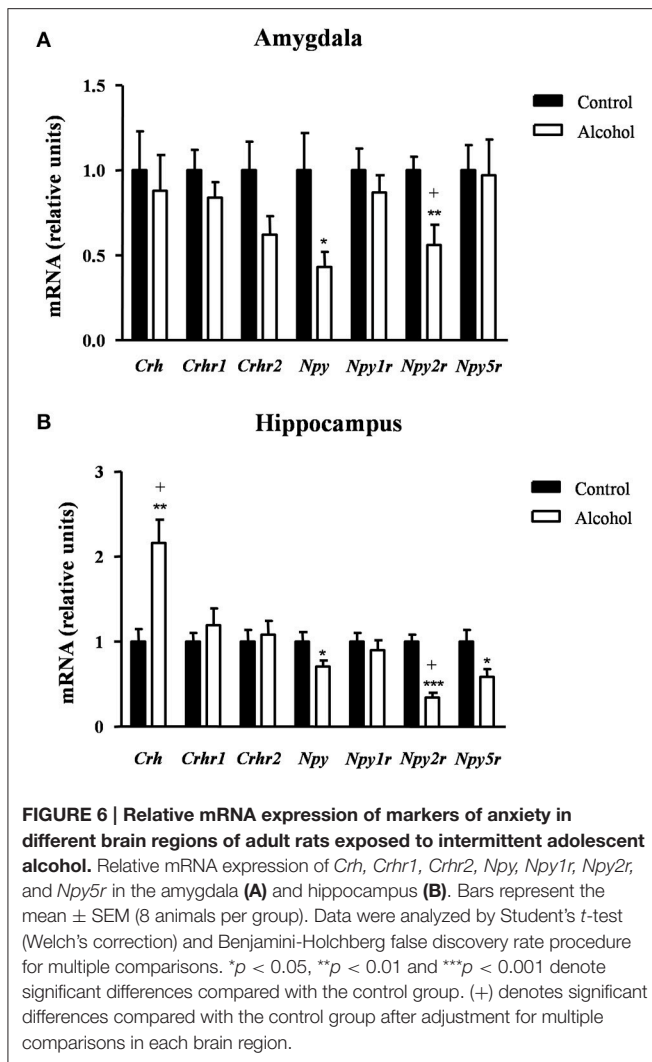 A
Amygdala
mRNA (relative units)
1.5
1.0
0.5
0.0
Control
Alcohol
*
+
**
Crh Crhr1 Crhr2 Npy Npy1r Npy2r Npy5r
B
Hippocampus
mRNA (relative units)
3
2
1
0
Control
Alcohol
+
**
*
+
***
*
Crh Crhr1 Crhr2 Npy Npy1r Npy2r Npy5r
FIGURE 6 | Relative mRNA expression of markers of anxiety in
different brain regions of adult rats exposed to intermittent adolescent
alcohol. Relative mRNA expression of Crh, Crhr1, Crhr2, Npy, Npy1r, Npy2r,
and Npy5r in the amygdala (A) and hippocampus (B). Bars represent the
mean ± SEM (8 animals per group). Data were analyzed by Student's t-test
(Welch's correction) and Benjamini-Holchberg false discovery rate procedure
for multiple comparisons. *p < 0.05, **p < 0.01 and ***p < 0.001 denote
significant differences compared with the control group. (+) denotes significant
differences compared with the control group after adjustment for multiple
comparisons in each brain region.